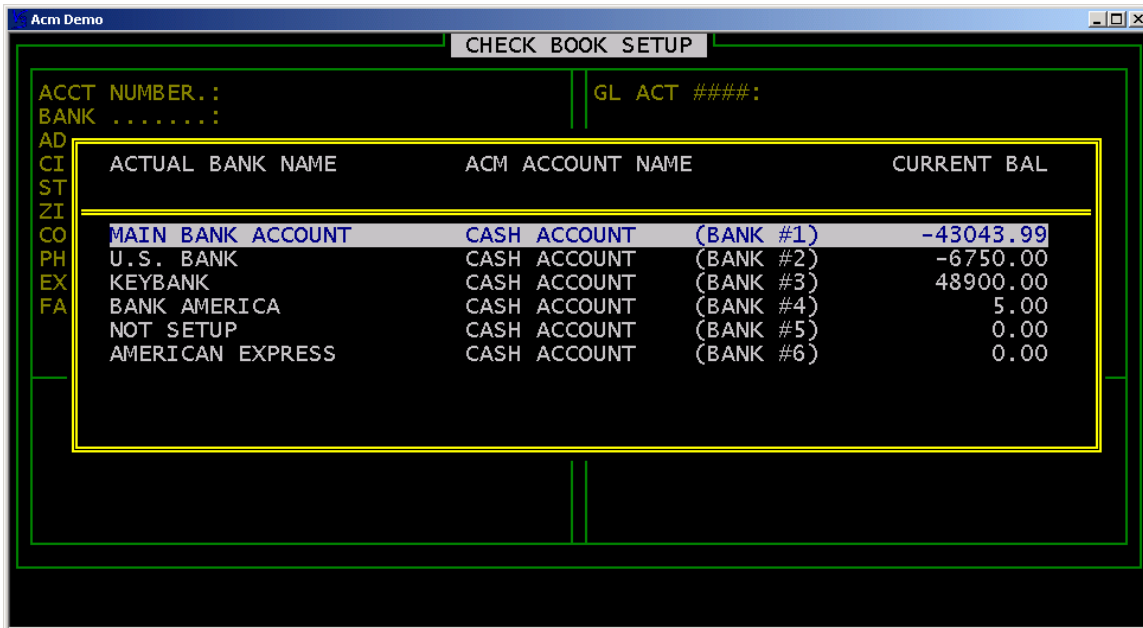 Acm Demo
CHECK BOOK SETUP
ACCT NUMBER.: GL ACT ####:
BANK .......:
AD
CI ACTUAL BANK NAME ACM ACCOUNT NAME CURRENT BAL
ST
ZI
CO MAIN BANK ACCOUNT CASH ACCOUNT (BANK #1) -43043.99
PH U.S. BANK CASH ACCOUNT (BANK #2) -6750.00
EX KEYBANK CASH ACCOUNT (BANK #3) 48900.00
FA BANK AMERICA CASH ACCOUNT (BANK #4) 5.00
NOT SETUP CASH ACCOUNT (BANK #5) 0.00
AMERICAN EXPRESS CASH ACCOUNT (BANK #6) 0.00